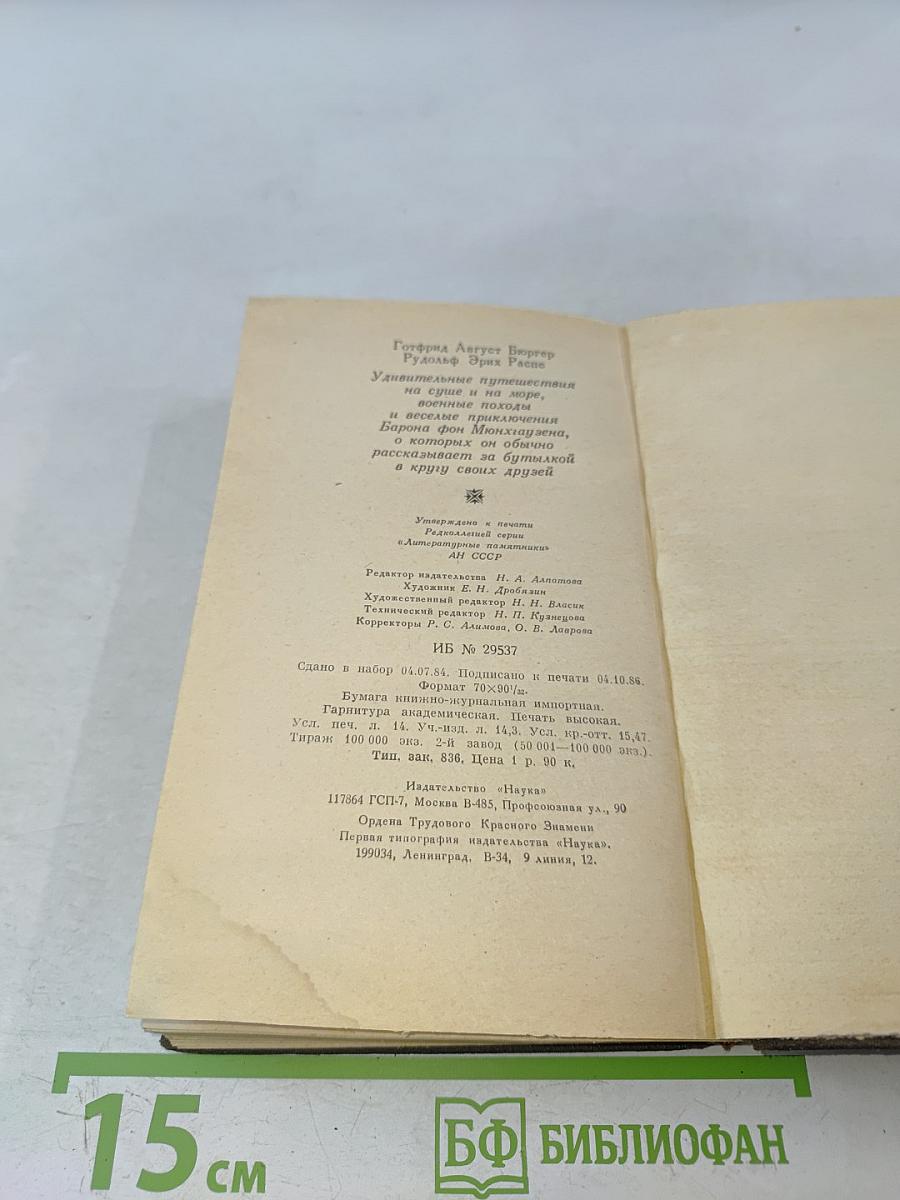 Готфрид Август Бюргер
Рудольф Эрих Распе
Удивительные путешествия
на суше и на море,
военные походы
и веселые приключения
Барона фон Мюнхгаузена,
о которых он обычно
рассказывает за бутылкой
в кругу своих друзей
Утверждено к печати
Редколлегией серии
«Литературные памятники»
АН СССР
Редактор издательства Н. А. Алпатова
Художник Е. Н. Дробязин
Художественный редактор Н. Н. Власик
Технический редактор Н. П. Кузнецова
Корректоры Р. С. Алимова, О. В. Лаврова
ИБ № 29537
Сдано в набор 04.07.84. Подписано к печати 04.10.86.
Формат 70×90¹/₃₂.
Бумага книжно-журнальная импортная.
Гарнитура академическая. Печать высокая.
Усл. печ. л. 14. Уч.-изд. л. 14,3. Усл. кр.-отт. 15,47.
Тираж 100 000 экз. 2-й завод (50 001—100 000 экз.).
Тип. зак. 836. Цена 1 р. 90 к.
Издательство «Наука»
117864 ГСП-7, Москва В-485, Профсоюзная ул., 90
Ордена Трудового Красного Знамени
Первая типография издательства «Наука».
199034, Ленинград, В-34, 9 линия, 12.
15 см
БФ БИБЛИОФАН